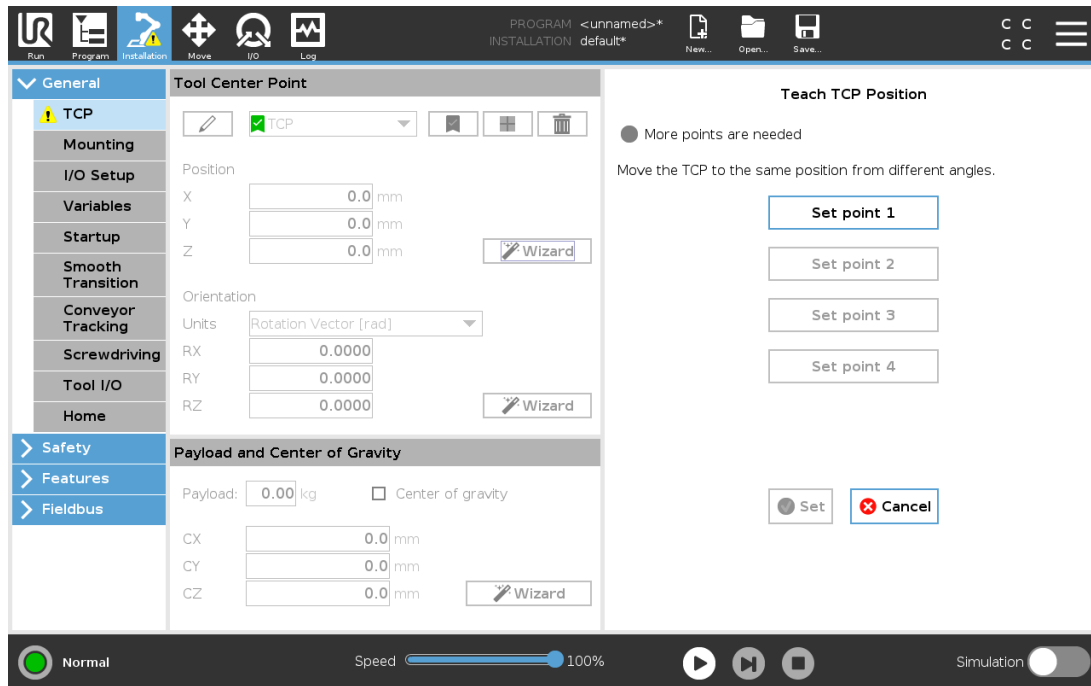 PROGRAM <unnamed>*
INSTALLATION default*
UR
Run
Program
Installation
Move
I/O
Log
New...
Open...
Save...
C C
C C
General
TCP
Mounting
I/O Setup
Variables
Startup
Smooth
Transition
Conveyor
Tracking
Screwdriving
Tool I/O
Home
Safety
Features
Fieldbus
Tool Center Point
TCP
Position
X 0.0 mm
Y 0.0 mm
Z 0.0 mm Wizard
Orientation
Units Rotation Vector [rad]
RX 0.0000
RY 0.0000
RZ 0.0000 Wizard
Payload and Center of Gravity
Payload: 0.00 kg Center of gravity
CX 0.0 mm
CY 0.0 mm
CZ 0.0 mm Wizard
Teach TCP Position
More points are needed
Move the TCP to the same position from different angles.
Set point 1
Set point 2
Set point 3
Set point 4
Set Cancel
Normal Speed 100% Simulation